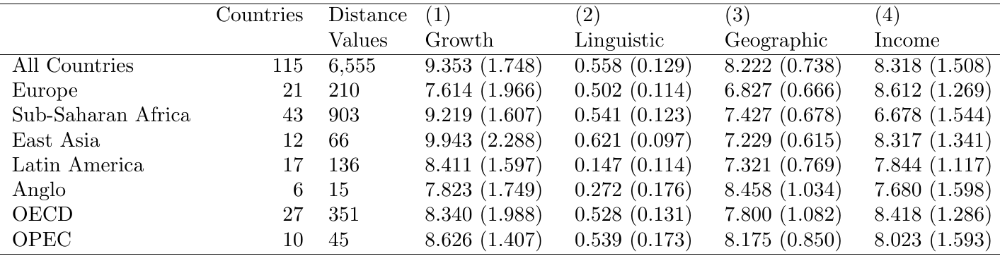 Countries Distance (1) (2) (3) (4)
Values Growth Linguistic Geographic Income
All Countries 115 6,555 9.353 (1.748) 0.558 (0.129) 8.222 (0.738) 8.318 (1.508)
Europe 21 210 7.614 (1.966) 0.502 (0.114) 6.827 (0.666) 8.612 (1.269)
Sub-Saharan Africa 43 903 9.219 (1.607) 0.541 (0.123) 7.427 (0.678) 6.678 (1.544)
East Asia 12 66 9.943 (2.288) 0.621 (0.097) 7.229 (0.615) 8.317 (1.341)
Latin America 17 136 8.411 (1.597) 0.147 (0.114) 7.321 (0.769) 7.844 (1.117)
Anglo 6 15 7.823 (1.749) 0.272 (0.176) 8.458 (1.034) 7.680 (1.598)
OECD 27 351 8.340 (1.988) 0.528 (0.131) 7.800 (1.082) 8.418 (1.286)
OPEC 10 45 8.626 (1.407) 0.539 (0.173) 8.175 (0.850) 8.023 (1.593)